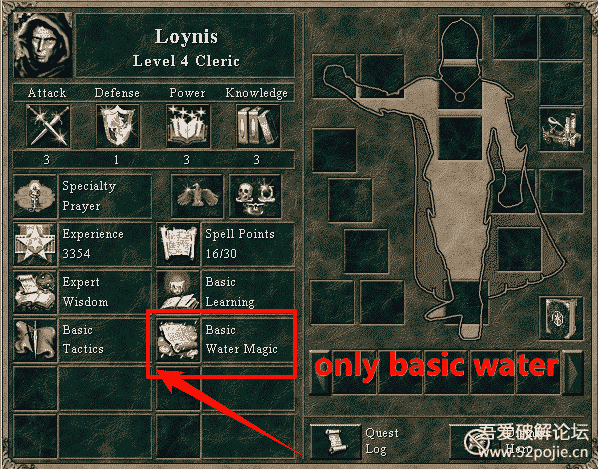 Loynis
Level 4 Cleric
Attack
Defense
Power
Knowledge
3
1
3
3
Specialty
Prayer
Experience
3354
Spell Points
16/30
Expert
Wisdom
Basic
Learning
Basic
Tactics
Basic
Water Magic
only basic water
Quest
Log
吾爱破解论坛
www.52pojie.cn